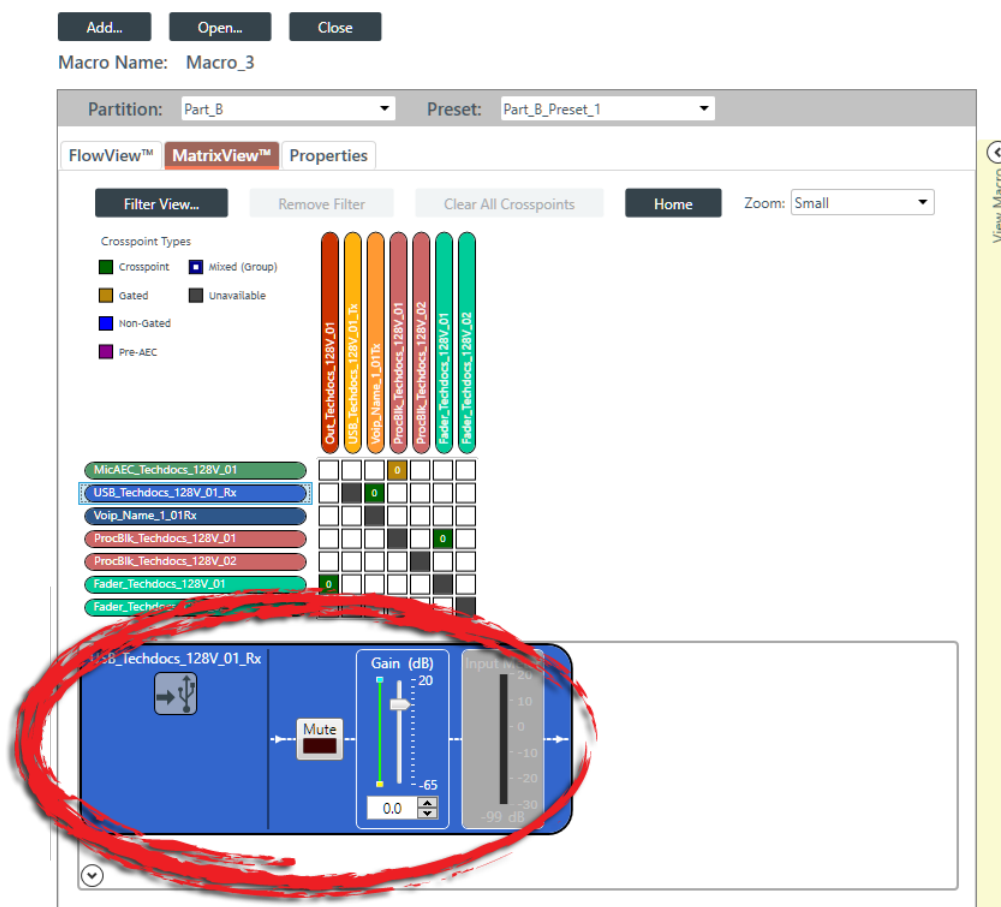 Add... Open... Close
Macro Name: Macro_3
Partition: Part_B Preset: Part_B_Preset_1
FlowView™ MatrixView™ Properties
Filter View... Remove Filter Clear All Crosspoints Home Zoom: Small
View Macro
Crosspoint Types
Crosspoint Mixed (Group)
Gated Unavailable
Non-Gated
Pre-AEC
Out_Techdocs_128V_01
USB_Techdocs_128V_01_Tx
Voip_Name_1_01Tx
ProcBlk_Techdocs_128V_01
ProcBlk_Techdocs_128V_02
Fader_Techdocs_128V_01
Fader_Techdocs_128V_02
MicAEC_Techdocs_128V_01 0
USB_Techdocs_128V_01_Rx 0
Voip_Name_1_01Rx
ProcBlk_Techdocs_128V_01 0
ProcBlk_Techdocs_128V_02
Fader_Techdocs_128V_01 0
USB_Techdocs_128V_01_Rx
Mute
Gain (dB)
20
-65
0.0
Input
20
10
0
-10
-20
-30
-99 dB